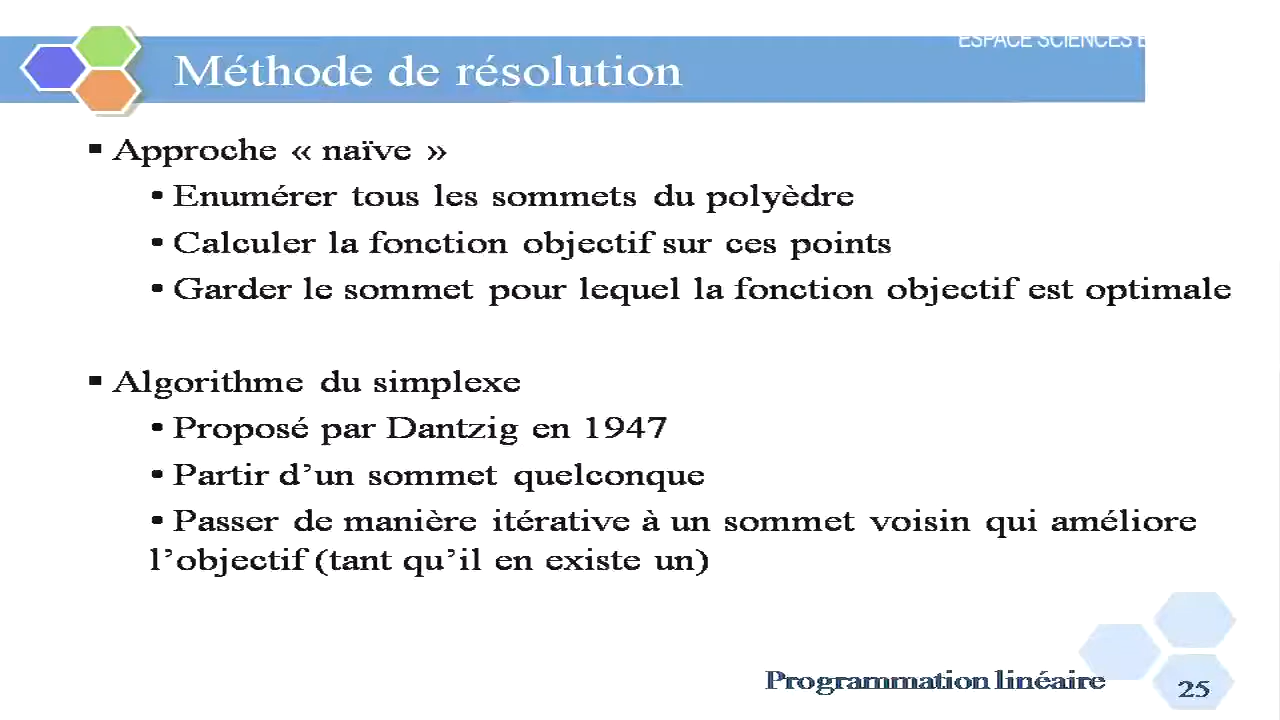 ESPACE SCIENCES
Méthode de résolution
▪ Approche « naïve »
• Enumérer tous les sommets du polyèdre
• Calculer la fonction objectif sur ces points
• Garder le sommet pour lequel la fonction objectif est optimale
▪ Algorithme du simplexe
• Proposé par Dantzig en 1947
• Partir d’un sommet quelconque
• Passer de manière itérative à un sommet voisin qui améliore
l’objectif (tant qu’il en existe un)
Programmation linéaire
25